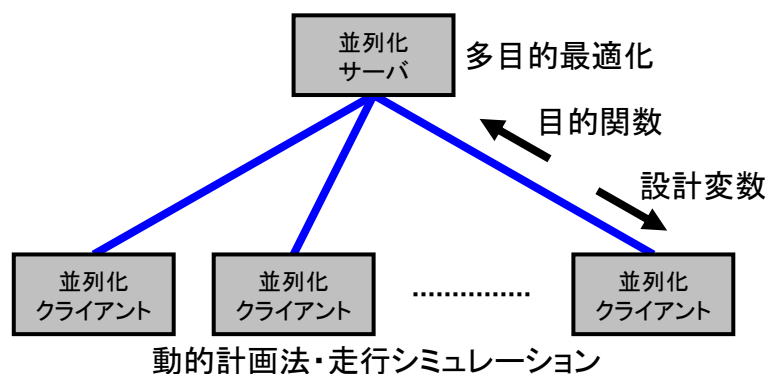 並列化
サーバ
多目的最適化
目的関数
設計変数
並列化
クライアント
並列化
クライアント
並列化
クライアント
動的計画法・走行シミュレーション